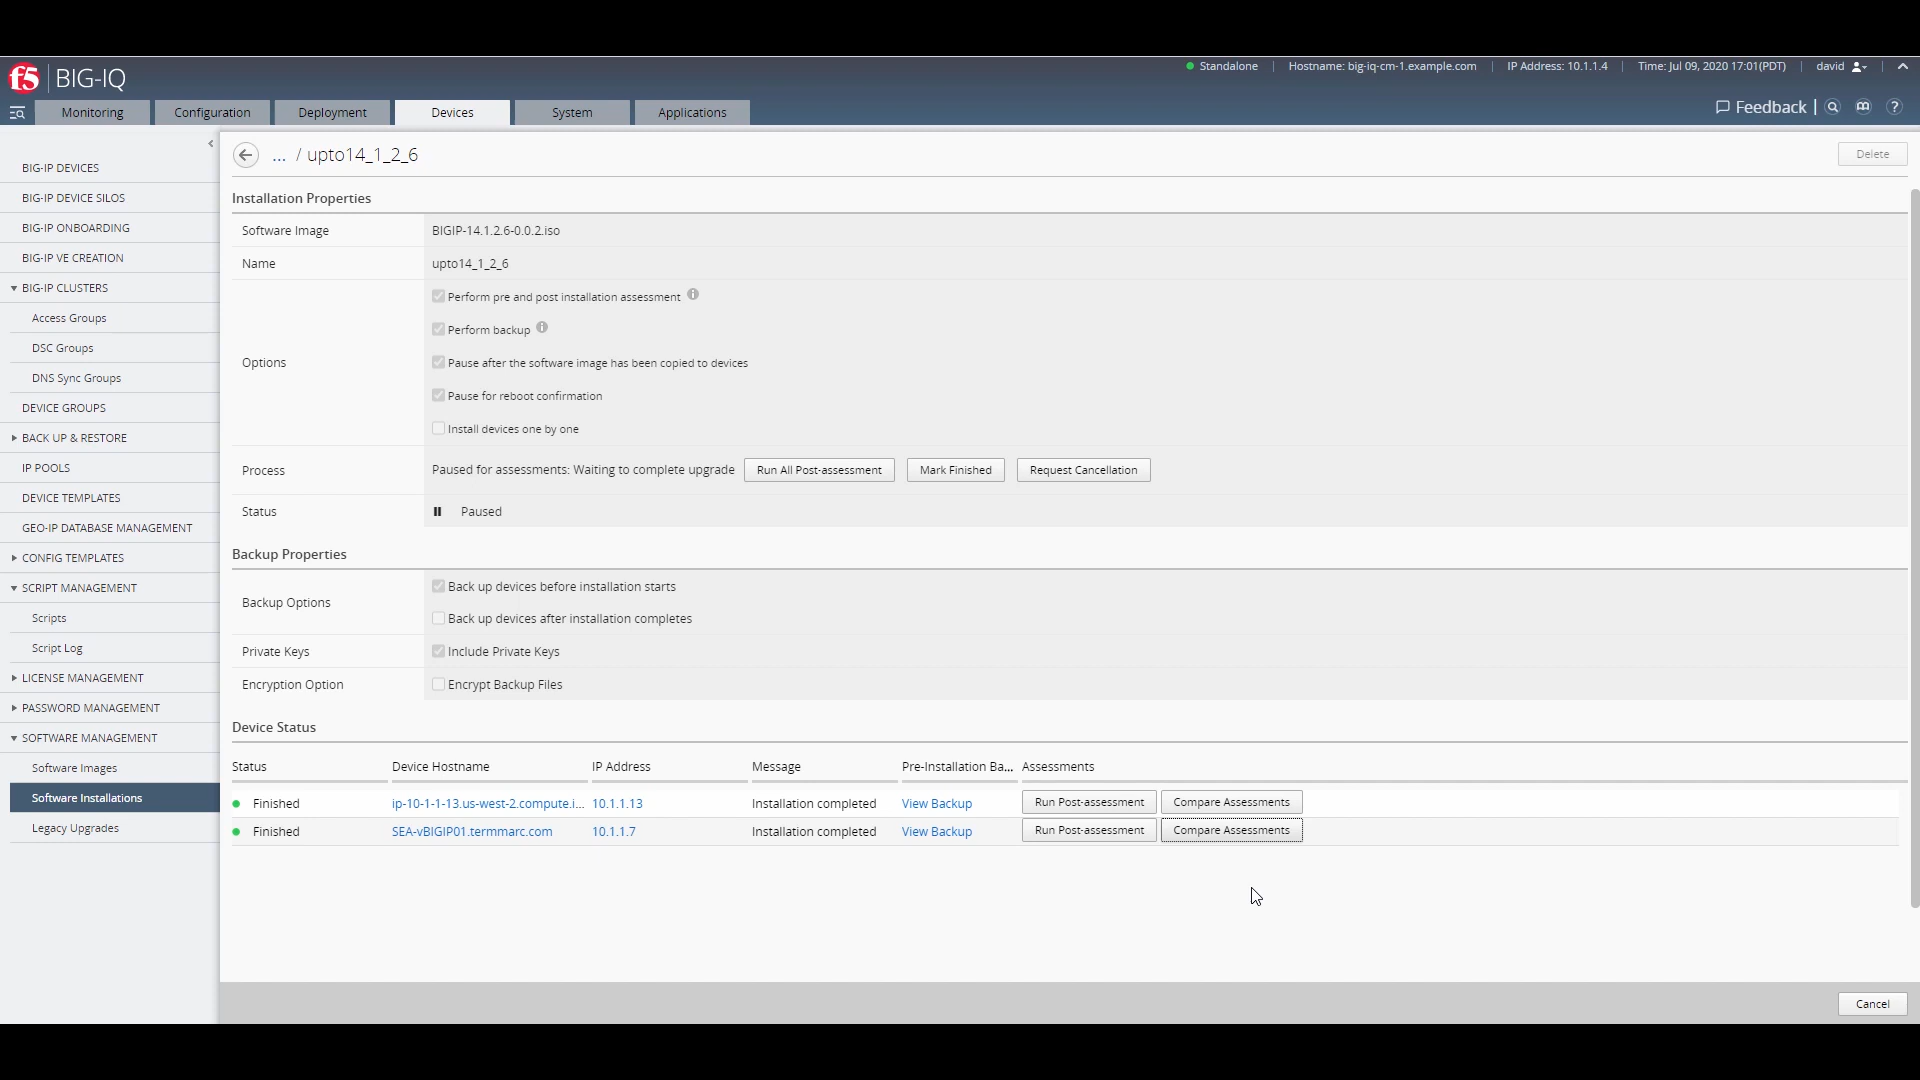 f5 BIG-IQ
Standalone Hostname: big-iq-cm-1.example.com IP Address: 10.1.1.4 Time: Jul 09, 2020 17:01(PDT) david
Monitoring Configuration Deployment Devices System Applications
Feedback ?
BIG-IP DEVICES
BIG-IP DEVICE SILOS
BIG-IP ONBOARDING
BIG-IP VE CREATION
BIG-IP CLUSTERS
Access Groups
DSC Groups
DNS Sync Groups
DEVICE GROUPS
BACK UP & RESTORE
IP POOLS
DEVICE TEMPLATES
GEO-IP DATABASE MANAGEMENT
CONFIG TEMPLATES
SCRIPT MANAGEMENT
Scripts
Script Log
LICENSE MANAGEMENT
PASSWORD MANAGEMENT
SOFTWARE MANAGEMENT
Software Images
Software Installations
Legacy Upgrades
... / upto14_1_2_6
Delete
Installation Properties
Software Image BIGIP-14.1.2.6-0.0.2.iso
Name upto14_1_2_6
Options
Perform pre and post installation assessment
Perform backup
Pause after the software image has been copied to devices
Pause for reboot confirmation
Install devices one by one
Process Paused for assessments: Waiting to complete upgrade Run All Post-assessment Mark Finished Request Cancellation
Status Paused
Backup Properties
Backup Options
Back up devices before installation starts
Back up devices after installation completes
Private Keys Include Private Keys
Encryption Option Encrypt Backup Files
Device Status
Status Device Hostname IP Address Message Pre-Installation Ba... Assessments
Finished ip-10-1-1-13.us-west-2.compute.i... 10.1.1.13 Installation completed View Backup Run Post-assessment Compare Assessments
Finished SEA-vBIGIP01.termmarc.com 10.1.1.7 Installation completed View Backup Run Post-assessment Compare Assessments
Cancel